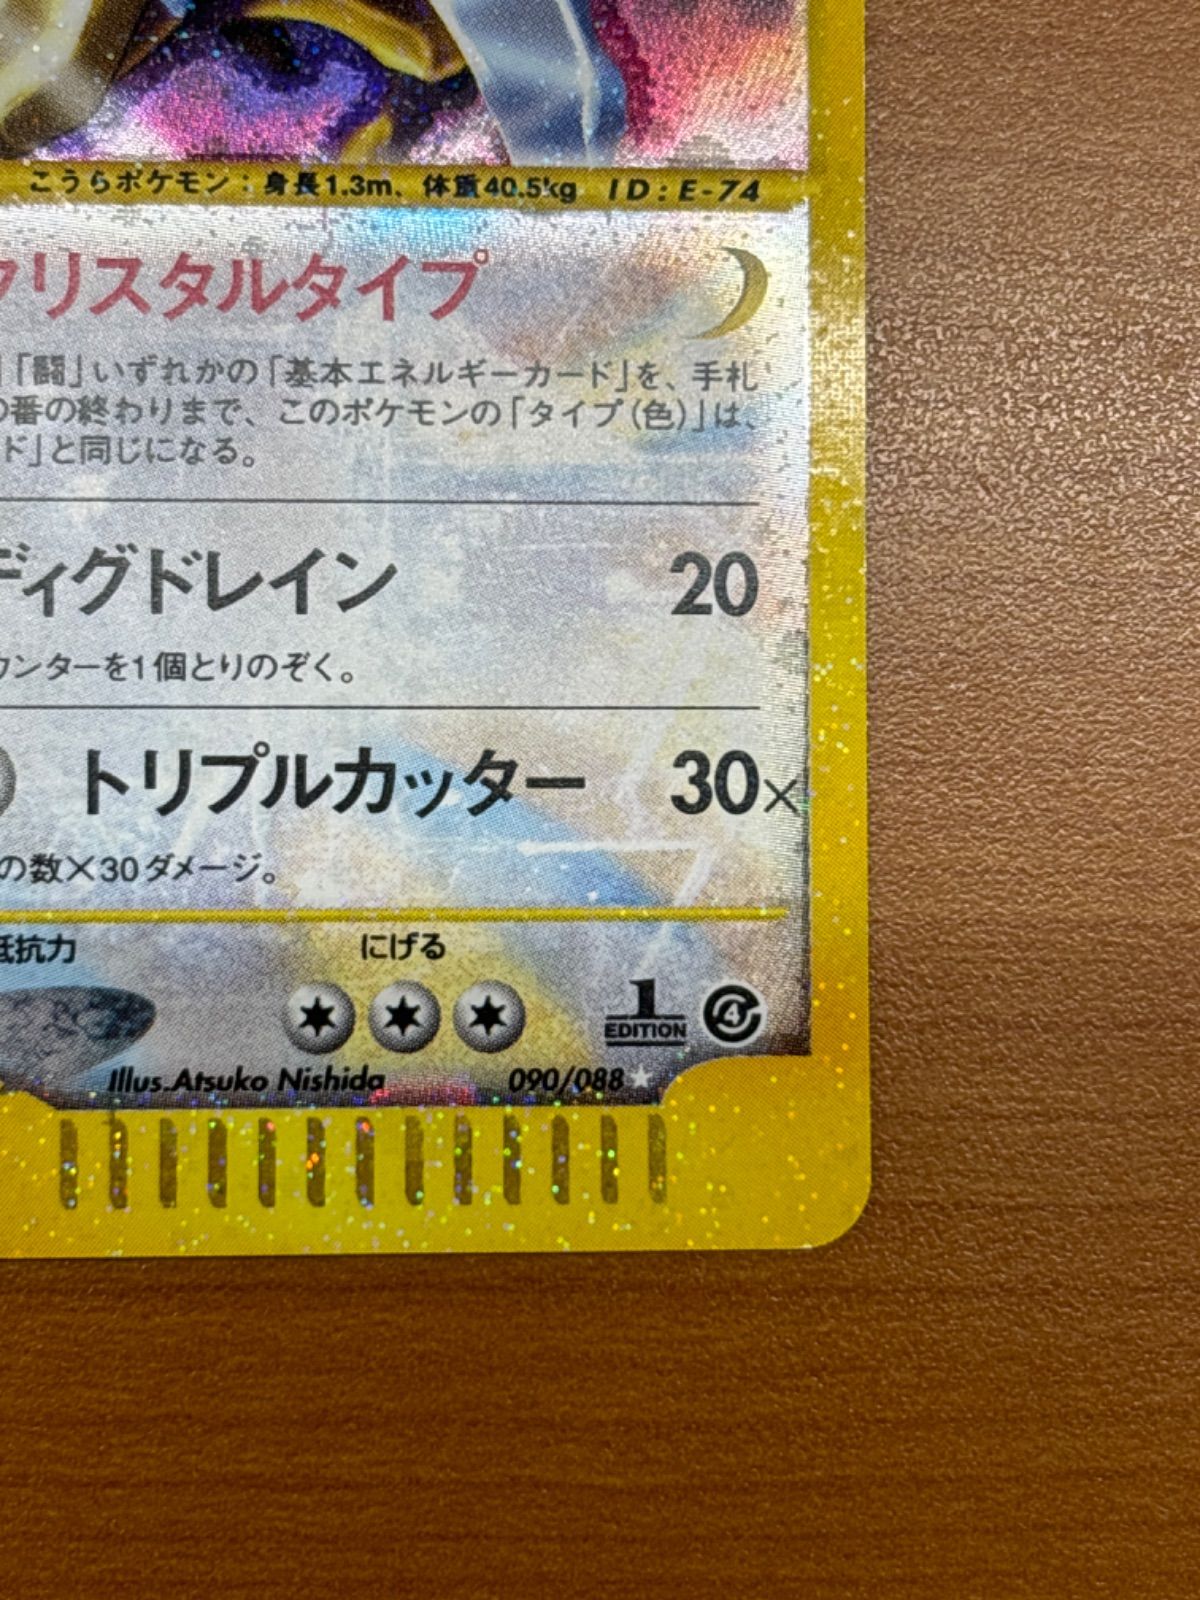 こうらポケモン：身長1.3m、体重40.5kg ID:E-74
クリスタルタイプ
「闘」いずれかの「基本エネルギーカード」を、手札
の番の終わりまで、このポケモンの「タイプ(色)」は、
ド」と同じになる。
ディグドレイン 20
ウンターを1個とりのぞく。
トリプルカッター 30×
の数×30ダメージ。
抵抗力 にげる
1 EDITION 4
Illus.Atsuko Nishida 090/088★